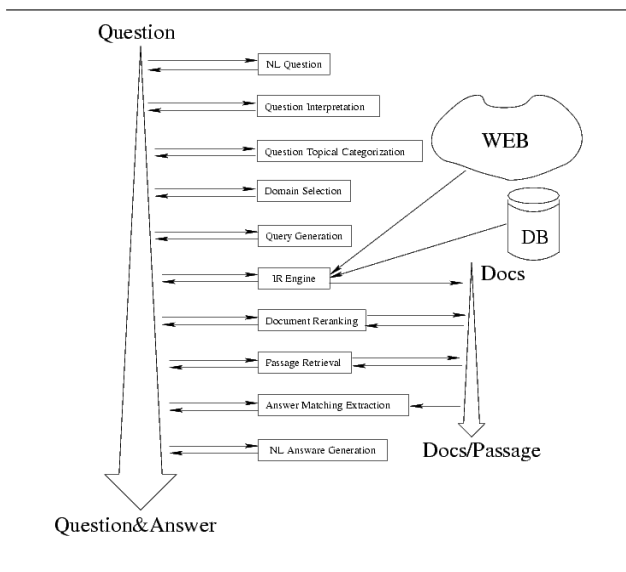 Question
NL Question
Question Interpretation
WEB
Question Topical Categorization
Domain Selection
DB
Query Generation
IR Engine
Docs
Document Reranking
Passage Retrieval
Answer Matching Extraction
NL Answare Generation
Docs/Passage
Question&Answer